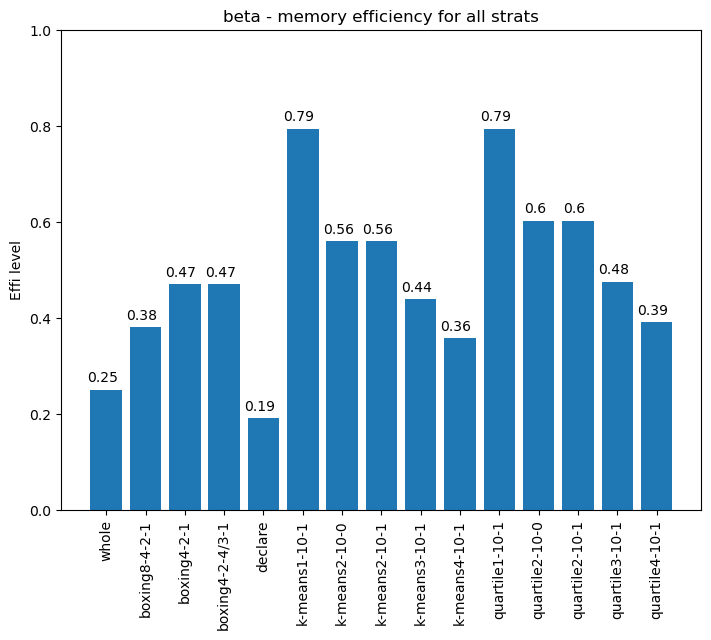 beta - memory efficiency for all strats
1.0
0.8
0.6
0.4
0.2
0.0
Effi level
0.25
0.38
0.47
0.47
0.19
0.79
0.56
0.56
0.44
0.36
0.79
0.6
0.6
0.48
0.39
whole
boxing8-4-2-1
boxing4-2-1
boxing4-2-4/3-1
declare
k-means1-10-1
k-means2-10-0
k-means2-10-1
k-means3-10-1
k-means4-10-1
quartile1-10-1
quartile2-10-0
quartile2-10-1
quartile3-10-1
quartile4-10-1